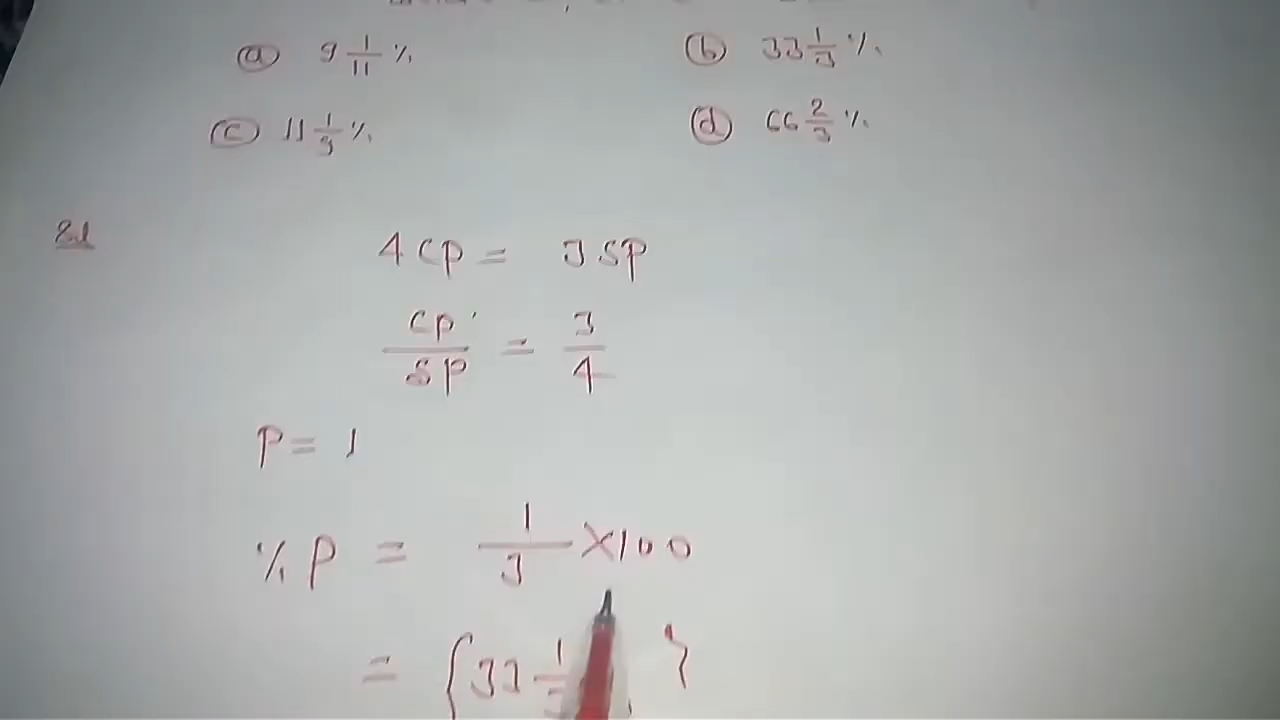 (a) 9 1/11 % (b) 33 1/3 %
(c) 11 1/9 % (d) 66 2/3 %
Sol
4 CP = 3 SP
CP/SP = 3/4
P = 1
% P = 1/3 × 100
= { 33 1/3 }